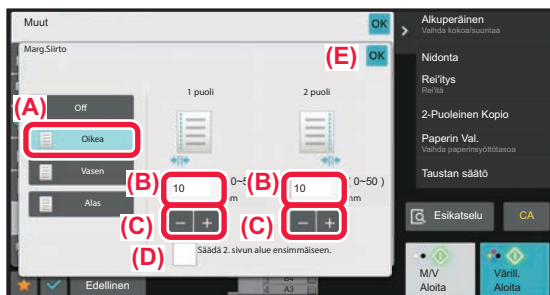 Muut
OK
Marg.Siirto
(E)
OK
(A)
Off
Oikea
Vasen
Alas
1 puoli
2 puoli
(B)
10
(B)
10
( 0~50 )
(C)
(C)
(D)
Säädä 2. sivun alue ensimmäiseen.
Edellinen
A3
Alkuperäinen
Vaihda kokoa/suuntaa
Nidonta
Rei'itys
Rei'itä
2-Puoleinen Kopio
Paperin Val.
Vaihda paperinsyöttötasoa
Taustan säätö
Esikatselu
CA
M/V
Aloita
Värill.
Aloita